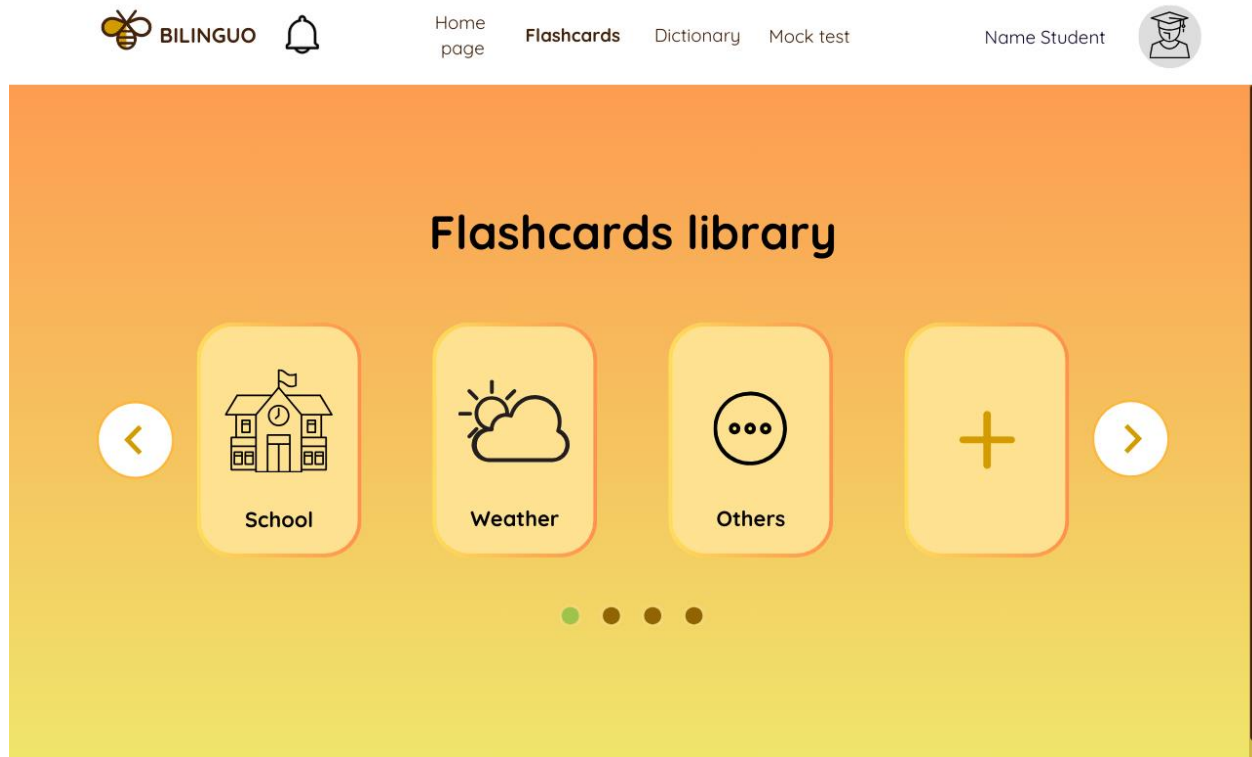 BILINGUO
Home
page
Flashcards
Dictionary
Mock test
Name Student
Flashcards library
School
Weather
Others